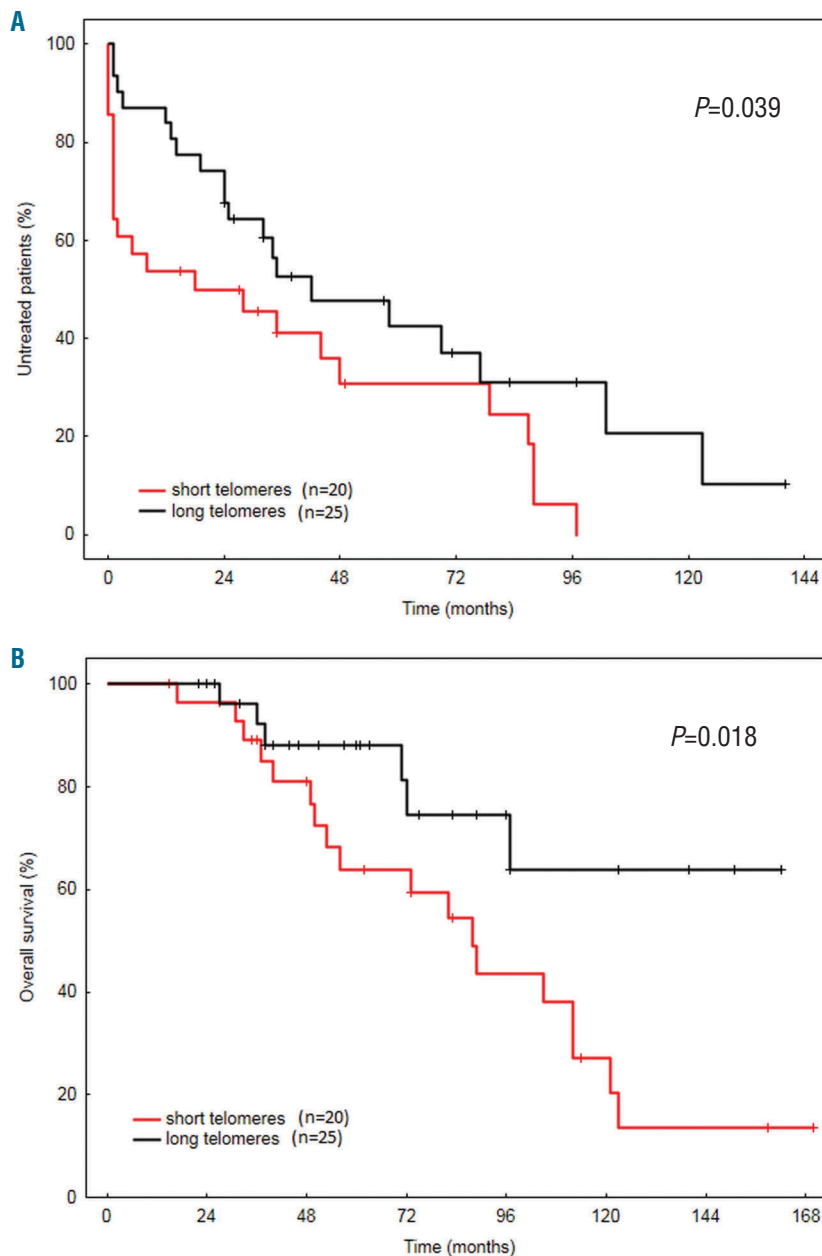 A
100
80
60
40
20
0
Untreated patients (%)
P=0.039
short telomeres (n=20)
long telomeres (n=25)
0 24 48 72 96 120 144
Time (months)
B
100
80
60
40
20
0
Overall survival (%)
P=0.018
short telomeres (n=20)
long telomeres (n=25)
0 24 48 72 96 120 144 168
Time (months)